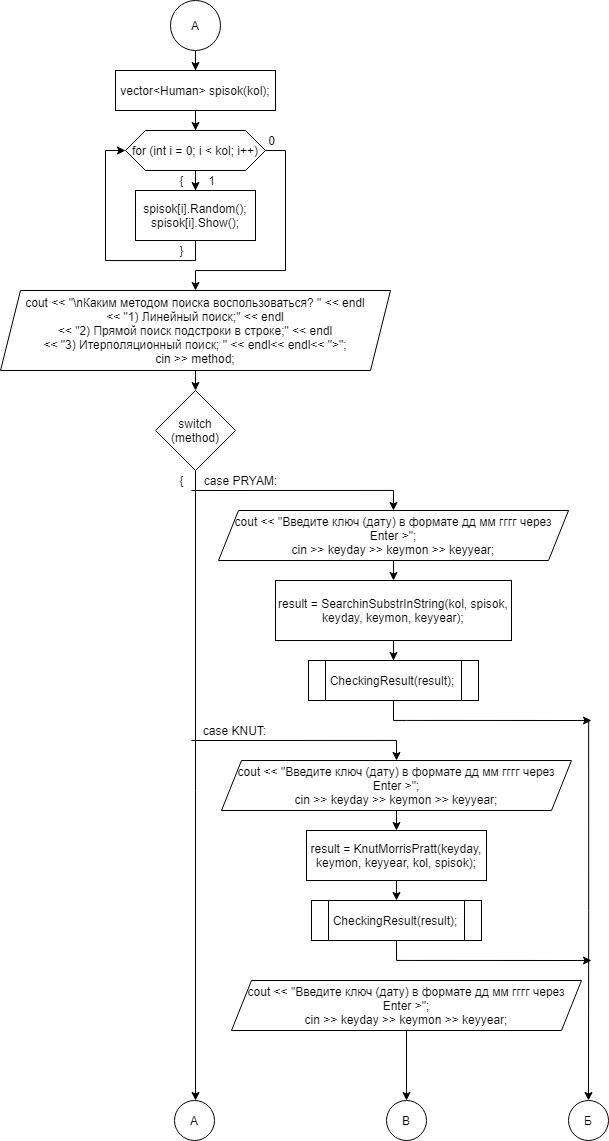 А
vector<Human> spisok(kol);
for (int i = 0; i < kol; i++)
0
{
1
spisok[i].Random();
spisok[i].Show();
}
cout << "\nКаким методом поиска воспользоваться? " << endl
<< "1) Линейный поиск;" << endl
<< "2) Прямой поиск подстроки в строке;" << endl
<< "3) Итерполяционный поиск; " << endl<< endl<< ">";
cin >> method;
switch
(method)
{
case PRYAM:
cout << "Введите ключ (дату) в формате дд мм гггг через
Enter >";
cin >> keyday >> keymon >> keyyear;
result = SearchinSubstrInString(kol, spisok,
keyday, keymon, keyyear);
CheckingResult(result);
case KNUT:
cout << "Введите ключ (дату) в формате дд мм гггг через
Enter >";
cin >> keyday >> keymon >> keyyear;
result = KnutMorrisPratt(keyday,
keymon, keyyear, kol, spisok);
CheckingResult(result);
cout << "Введите ключ (дату) в формате дд мм гггг через
Enter >";
cin >> keyday >> keymon >> keyyear;
А
В
Б